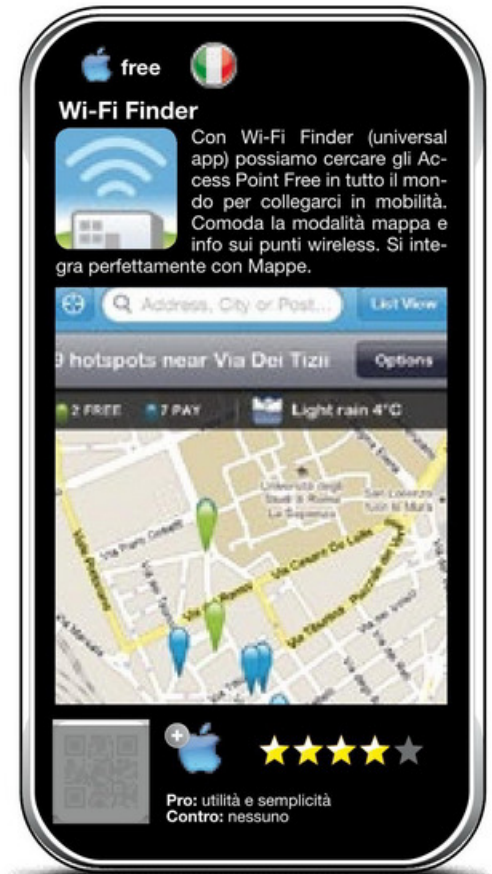 free
Wi-Fi Finder
Con Wi-Fi Finder (universal
app) possiamo cercare gli Ac-
cess Point Free in tutto il mon-
do per collegarci in mobilità.
Comoda la modalità mappa e
info sui punti wireless. Si inte-
gra perfettamente con Mappe.
Address, City or Post...
List View
9 hotspots near Via Dei Tizii
Options
2 FREE
7 PAY
Light rain 4°C
Università degli
Studi di Roma
La Sapienza
San Lorenzo
fuori le Mura
Via Cesare De Lollis
Via dei Ramni
Via Tiburtina
Pro: utilità e semplicità
Contro: nessuno